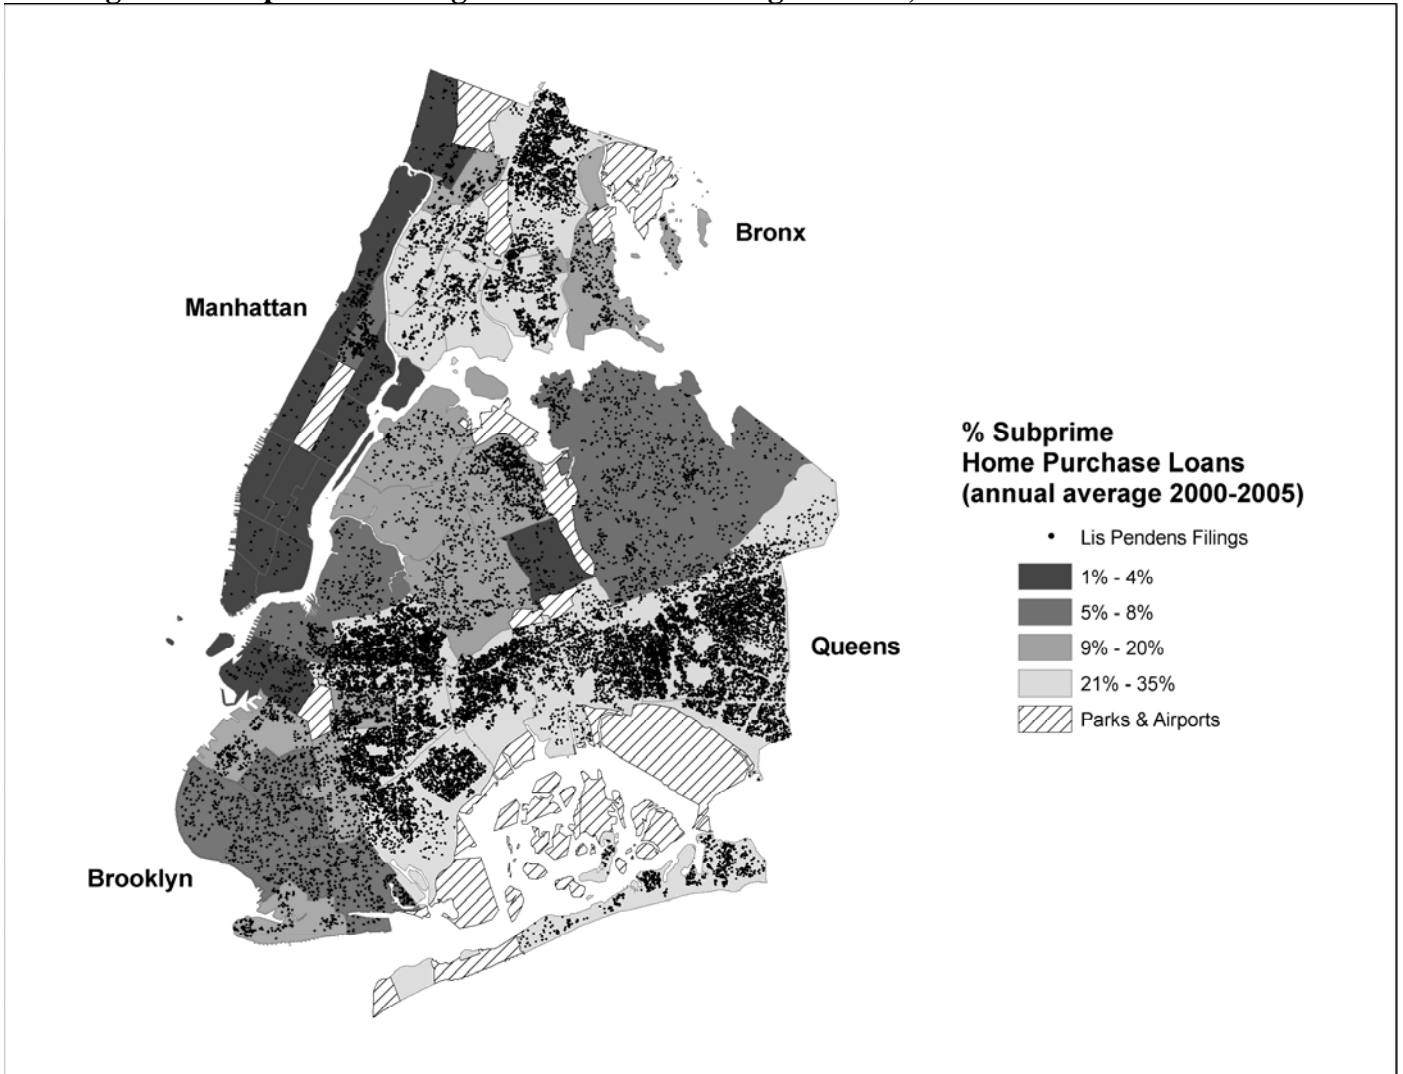 Bronx
Manhattan
% Subprime
Home Purchase Loans
(annual average 2000-2005)
Lis Pendens Filings
1% - 4%
5% - 8%
9% - 20%
21% - 35%
Parks & Airports
Queens
Brooklyn